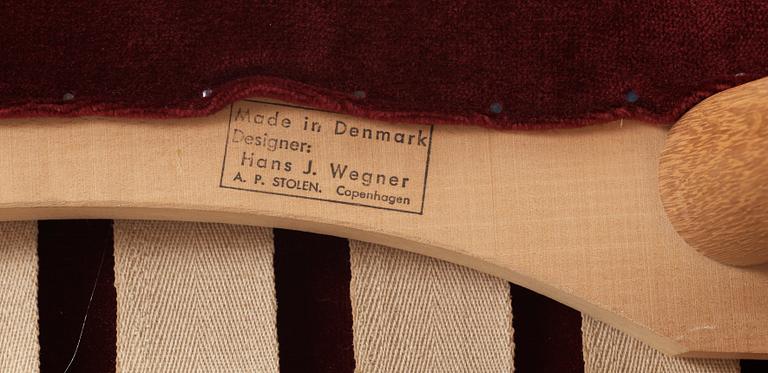 Made in Denmark
Designer:
Hans J. Wegner
A. P. STOLEN. Copenhagen